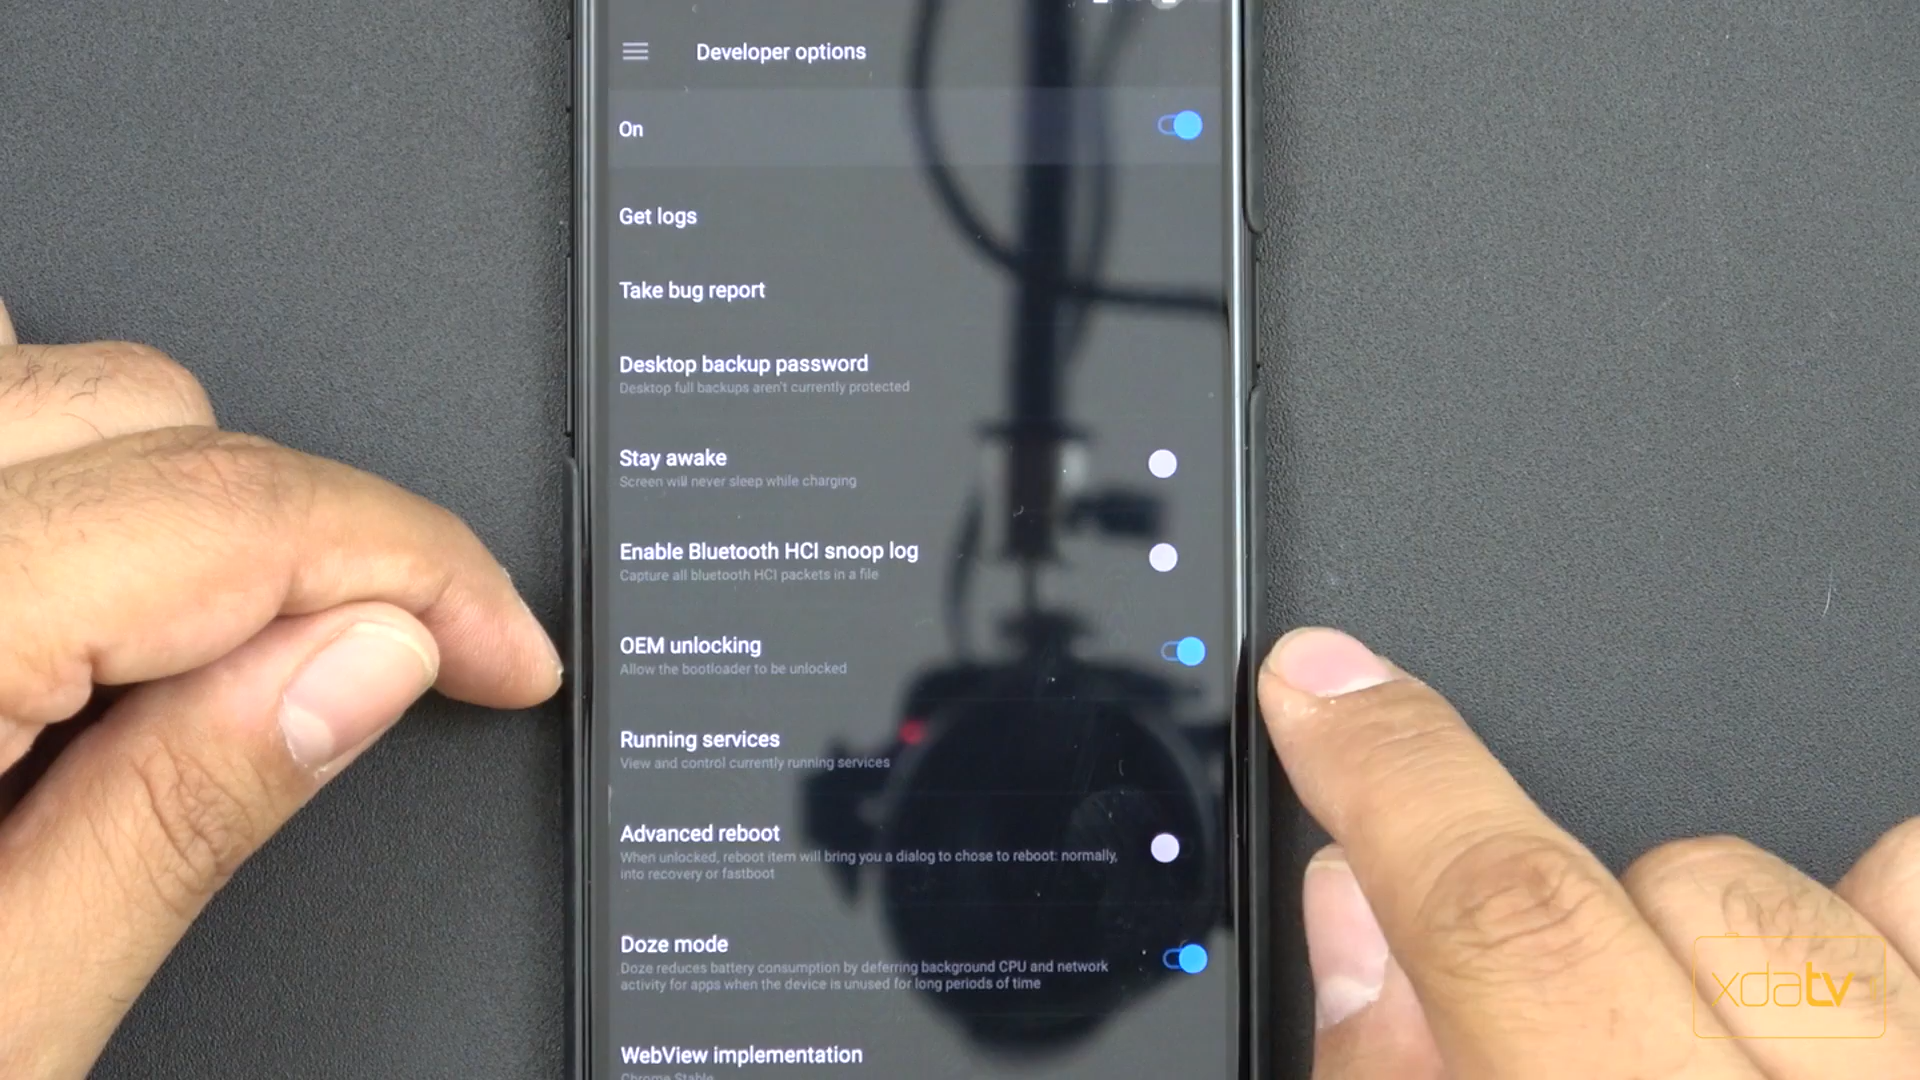 Developer options
On
Get logs
Take bug report
Desktop backup password
Desktop full backups aren't currently protected
Stay awake
Screen will never sleep while charging
Enable Bluetooth HCI snoop log
Capture all bluetooth HCI packets in a file
OEM unlocking
Allow the bootloader to be unlocked
Running services
View and control currently running services
Advanced reboot
When unlocked, reboot item will bring you a dialog to chose to reboot: normally,
into recovery or fastboot
Doze mode
Doze reduces battery consumption by deferring background CPU and network
activity for apps when the device is unused for long periods of time
WebView implementation
Chrome Stable
xdatv